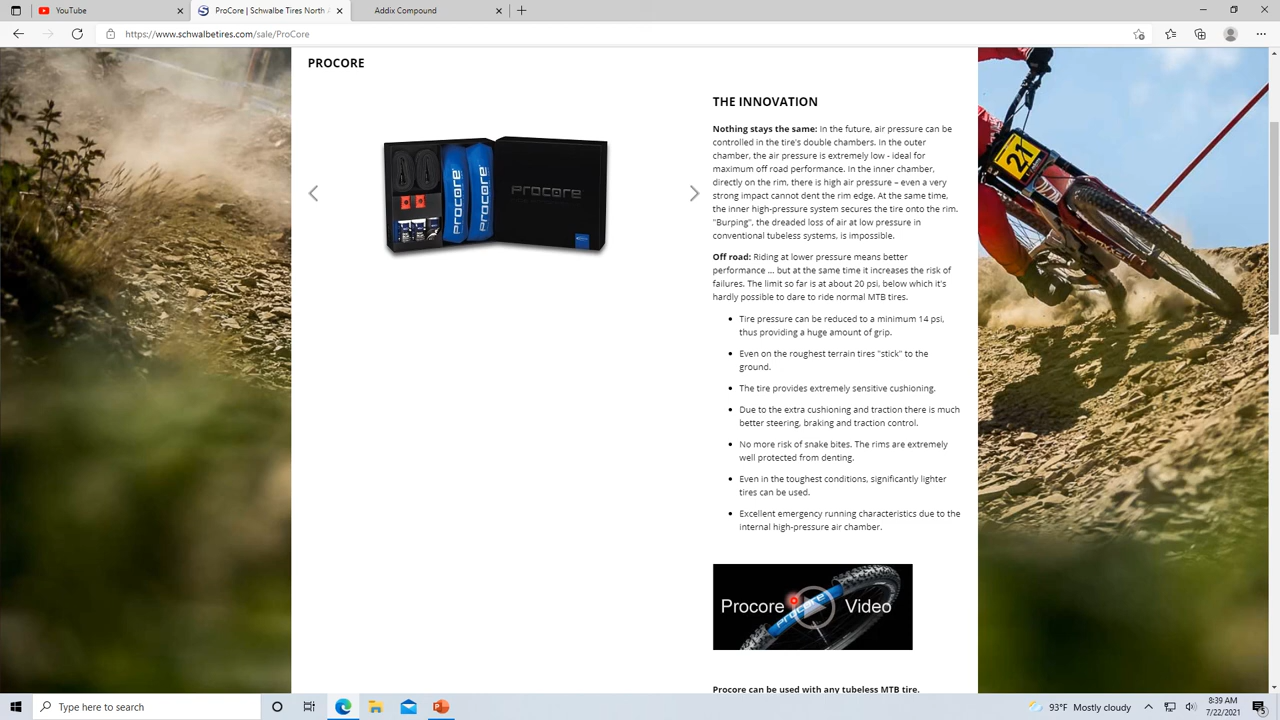 YouTube
ProCore | Schwalbe Tires North A
Addix Compound
https://www.schwalbetires.com/sale/ProCore
PROCORE
THE INNOVATION
Nothing stays the same: In the future, air pressure can be
controlled in the tire's double chambers. In the outer
chamber, the air pressure is extremely low - ideal for
maximum off road performance. In the inner chamber,
directly on the rim, there is high air pressure – even a very
strong impact cannot dent the rim edge. At the same time,
the inner high-pressure system secures the tire onto the rim.
"Burping", the dreaded loss of air at low pressure in
conventional tubeless systems, is impossible.
Off road: Riding at lower pressure means better
performance ... but at the same time it increases the risk of
failures. The limit so far is at about 20 psi, below which it's
hardly possible to dare to ride normal MTB tires.
Tire pressure can be reduced to a minimum 14 psi,
thus providing a huge amount of grip.
Even on the roughest terrain tires "stick" to the
ground.
The tire provides extremely sensitive cushioning.
Due to the extra cushioning and traction there is much
better steering, braking and traction control.
No more risk of snake bites. The rims are extremely
well protected from denting.
Even in the toughest conditions, significantly lighter
tires can be used.
Excellent emergency running characteristics due to the
internal high-pressure air chamber.
Procore Video
procore
Procore can be used with any tubeless MTB tire.
procore
procore
procore
21
Type here to search
93°F Mostly cloudy
8:39 AM
7/22/2021
5